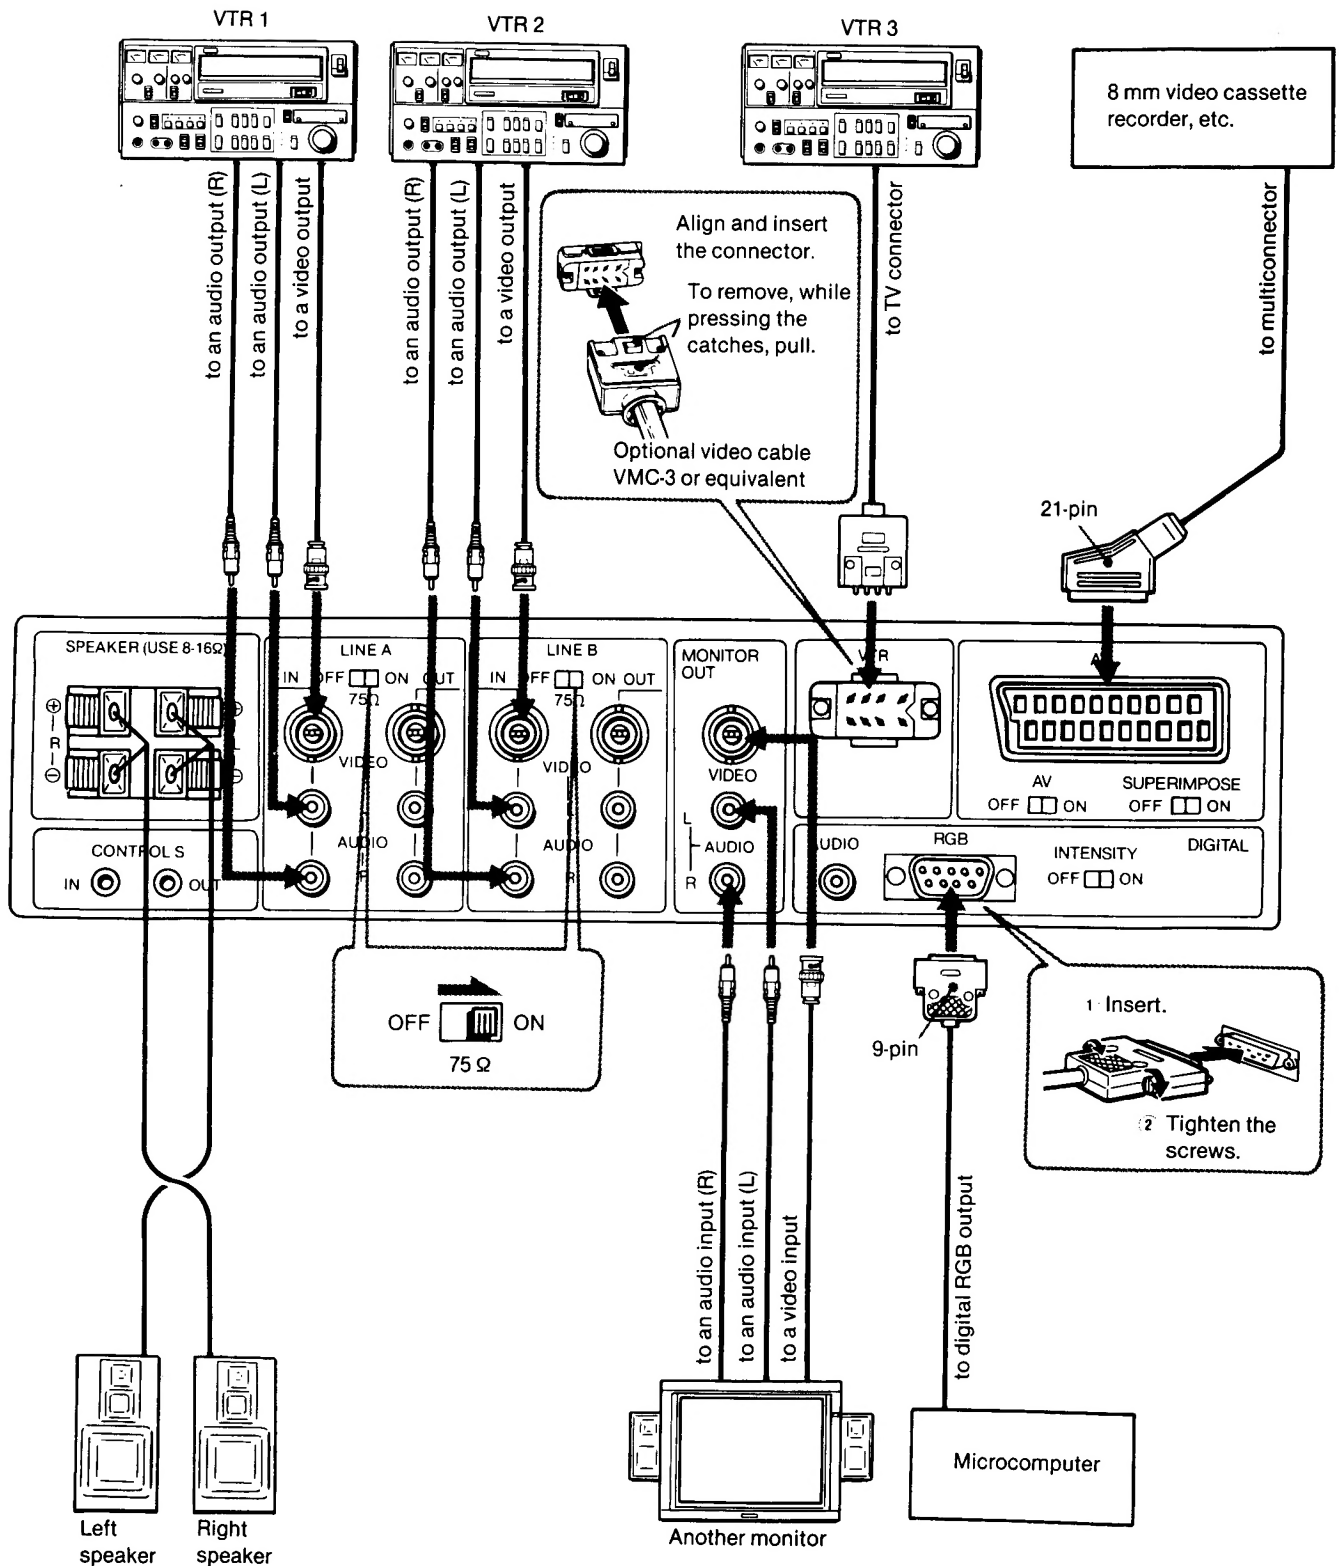 VTR 1
VTR 2
VTR 3
8 mm video cassette
recorder, etc.
to an audio output (R)
to an audio output (L)
to a video output
to an audio output (R)
to an audio output (L)
to a video output
Align and insert
the connector.
To remove, while
pressing the
catches, pull.
Optional video cable
VMC-3 or equivalent
to TV connector
to multiconnector
21-pin
SPEAKER (USE 8-16Ω)
⊕
R
⊖
⊕
⊖
LINE A
IN
OFF
ON
OUT
75Ω
VIDEO
AUDIO
R
LINE B
IN
OFF
ON OUT
75Ω
VIDEO
AUDIO
R
MONITOR
OUT
VIDEO
L
AUDIO
R
VTR
AV
OFF
ON
SUPERIMPOSE
OFF
ON
CONTROL S
IN
OUT
AUDIO
RGB
INTENSITY
OFF
ON
DIGITAL
OFF
ON
75 Ω
9-pin
1 Insert.
2 Tighten the
screws.
to an audio input (R)
to an audio input (L)
to a video input
to digital RGB output
Left
speaker
Right
speaker
Another monitor
Microcomputer